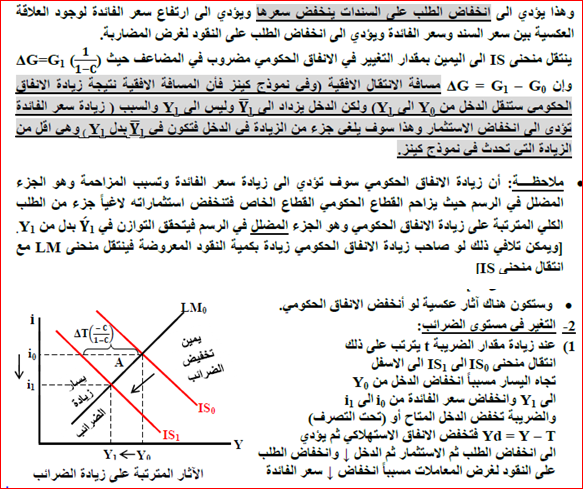 وهذا يؤدي الى انخفاض الطلب على السندات ينخفض سعرها ويؤدي الى ارتفاع سعر الفائدة لوجود العلاقة
العكسية بين سعر السند وسعر الفائدة ويؤدي الى انخفاض الطلب على النقود لغرض المضاربة.
ينتقل منحنى IS الى اليمين بمقدار التغيير في الانفاق الحكومي مضروب في المضاعف حيث ΔG=G₁ (1/1−C)
وإن ΔG = G₁ – G₀ مسافة الانتقال الافقية (وفي نموذج كينز فأن المسافة الافقية نتيجة زيادة الانفاق
الحكومي ستنقل الدخل من Y₀ الى Y₁) ولكن الدخل يزداد الى Y̅₁ وليس الى Y₁ والسبب ( زيادة سعر الفائدة
تؤدي الى انخفاض الاستثمار وهذا سوف يلغي جزء من الزيادة في الدخل فتكون في Y̅₁ بدل Y₁) وهي اقل من
الزيادة التي تحدث في نموذج كينز.
• ملاحظة: أن زيادة الانفاق الحكومي سوف تؤدي الى زيادة سعر الفائدة وتسبب المزاحمة وهو الجزء
المضلل في الرسم حيث يزاحم القطاع الحكومي القطاع الخاص فتنخفض استثماراته لاغياً جزء من الطلب
الكلي المترتبة على زيادة الانفاق الحكومي وهو الجزء المضلل في الرسم فيتحقق التوازن في Ý₁ بدل من Y₁.
[ويمكن تلافي ذلك لو صاحب زيادة الانفاق الحكومي زيادة بكمية النقود المعروضة فينتقل منحنى LM مع
انتقال منحنى IS]
• وستكون هناك آثار عكسية لو أنخفض الانفاق الحكومي.
2- التغير في مستوى الضرائب:
1) عند زيادة مقدار الضريبة t يترتب على ذلك
انتقال منحنى IS₀ الى IS₁ الى الاسفل
تجاه اليسار مسبباً انخفاض الدخل من Y₀
الى Y₁ وانخفاض سعر الفائدة من i₀ الى i₁
والضريبة تخفض الدخل المتاح أو (تحت التصرف)
Yd = Y – T فتخفض الانفاق الاستهلاكي ثم يؤدي
الى انخفاض الطلب ثم الاستثمار ثم الدخل ↓ وانخفاض الطلب
على النقود لغرض المعاملات مسبباً انخفاض ↓ سعر الفائدة
i
LM₀
ΔT(−C/1−C)
يمين
تخفيض
الضرائب
i₀
A
i₁
يسار
زيادة
الضرائب
IS₀
IS₁
Y
Y₁ ← Y₀
الآثار المترتبة على زيادة الضرائب